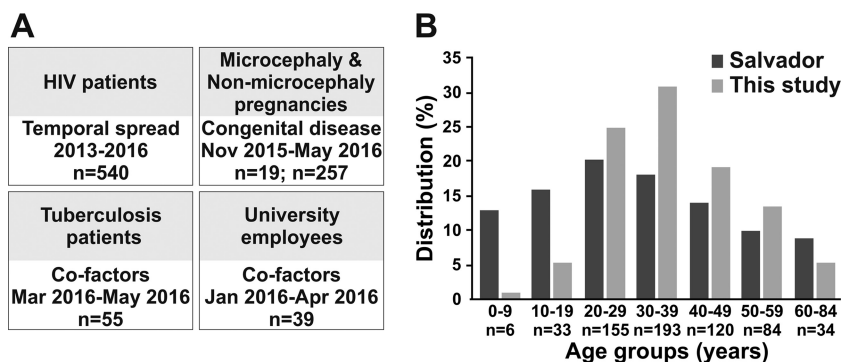 A
HIV patients
Temporal spread
2013-2016
n=540
Microcephaly &
Non-microcephaly
pregnancies
Congenital disease
Nov 2015-May 2016
n=19; n=257
Tuberculosis
patients
Co-factors
Mar 2016-May 2016
n=55
University
employees
Co-factors
Jan 2016-Apr 2016
n=39
B
Salvador
This study
Distribution (%)
35
30
25
20
15
10
5
0
0-9 10-19 20-29 30-39 40-49 50-59 60-84
n=6 n=33 n=155 n=193 n=120 n=84 n=34
Age groups (years)